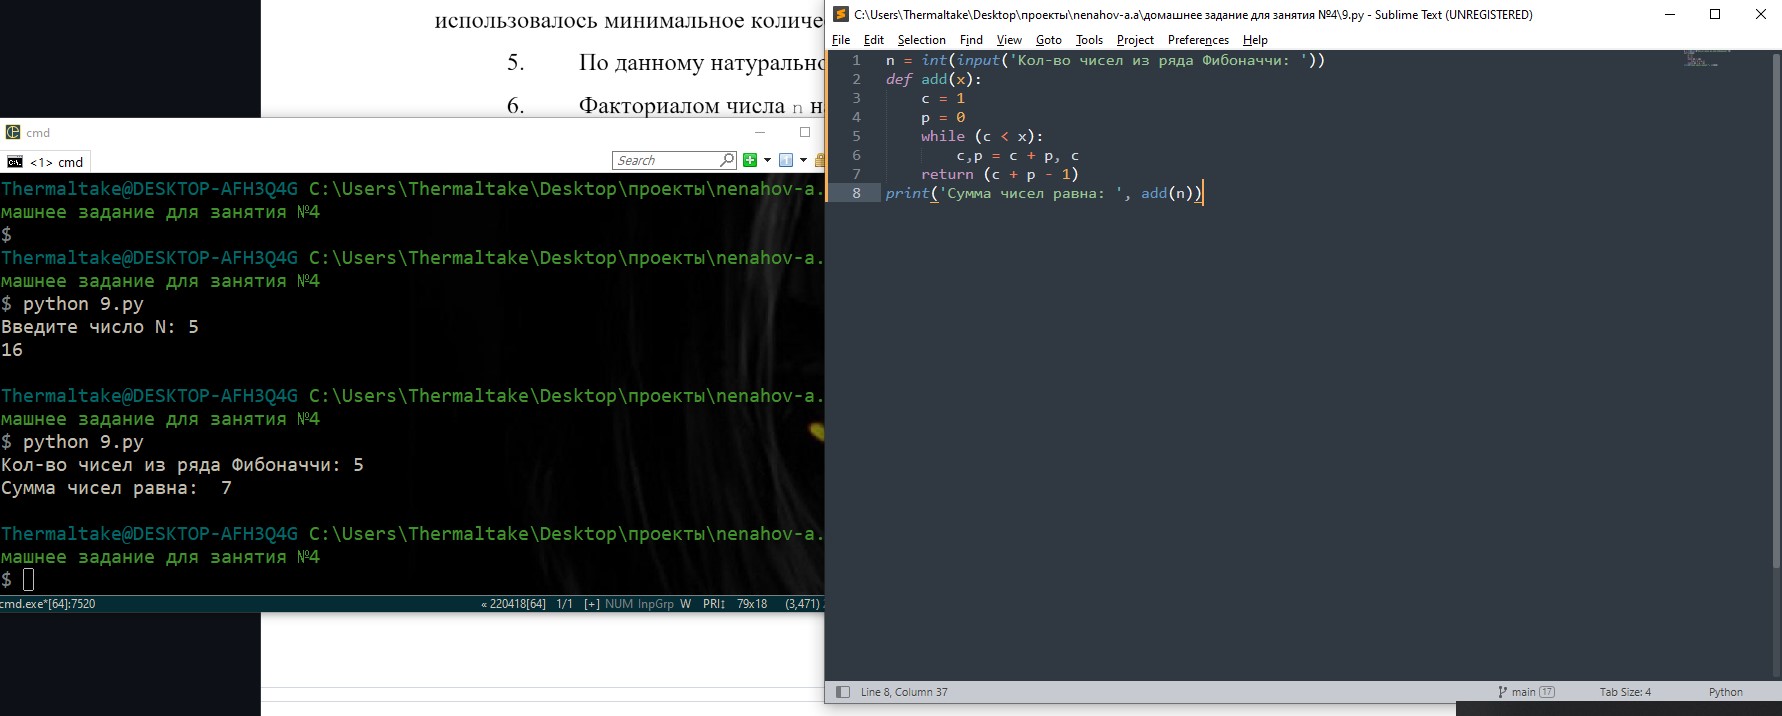 использовалось минимальное количе
5. По данному натурально
6. Факториалом числа n н
cmd
<1> cmd
Search
Thermaltake@DESKTOP-AFH3Q4G C:\Users\Thermaltake\Desktop\проекты\nenahov-a.
машнее задание для занятия №4
$
Thermaltake@DESKTOP-AFH3Q4G C:\Users\Thermaltake\Desktop\проекты\nenahov-a.
машнее задание для занятия №4
$ python 9.py
Введите число N: 5
16
Thermaltake@DESKTOP-AFH3Q4G C:\Users\Thermaltake\Desktop\проекты\nenahov-a.
машнее задание для занятия №4
$ python 9.py
Кол-во чисел из ряда Фибоначчи: 5
Сумма чисел равна:  7
Thermaltake@DESKTOP-AFH3Q4G C:\Users\Thermaltake\Desktop\проекты\nenahov-a.
машнее задание для занятия №4
$
cmd.exe*[64]:7520 « 220418[64] 1/1 [+] NUM InpGrp W PRI↕ 79x18 (3,471)
C:\Users\Thermaltake\Desktop\проекты\nenahov-a.a\домашнее задание для занятия №4\9.py - Sublime Text (UNREGISTERED)
File Edit Selection Find View Goto Tools Project Preferences Help
1 n = int(input('Кол-во чисел из ряда Фибоначчи: '))
2 def add(x):
3     c = 1
4     p = 0
5     while (c < x):
6         c,p = c + p, c
7     return (c + p - 1)
8 print('Сумма чисел равна: ', add(n))
Line 8, Column 37 main 17 Tab Size: 4 Python